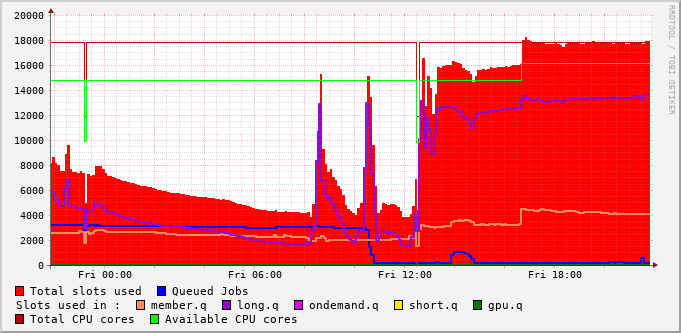 20000
18000
16000
14000
12000
10000
8000
6000
4000
2000
0
Fri 00:00 Fri 06:00 Fri 12:00 Fri 18:00
RRDTOOL / TOBI OETIKER
Total slots used Queued Jobs
Slots used in : member.q long.q ondemand.q short.q gpu.q
Total CPU cores Available CPU cores